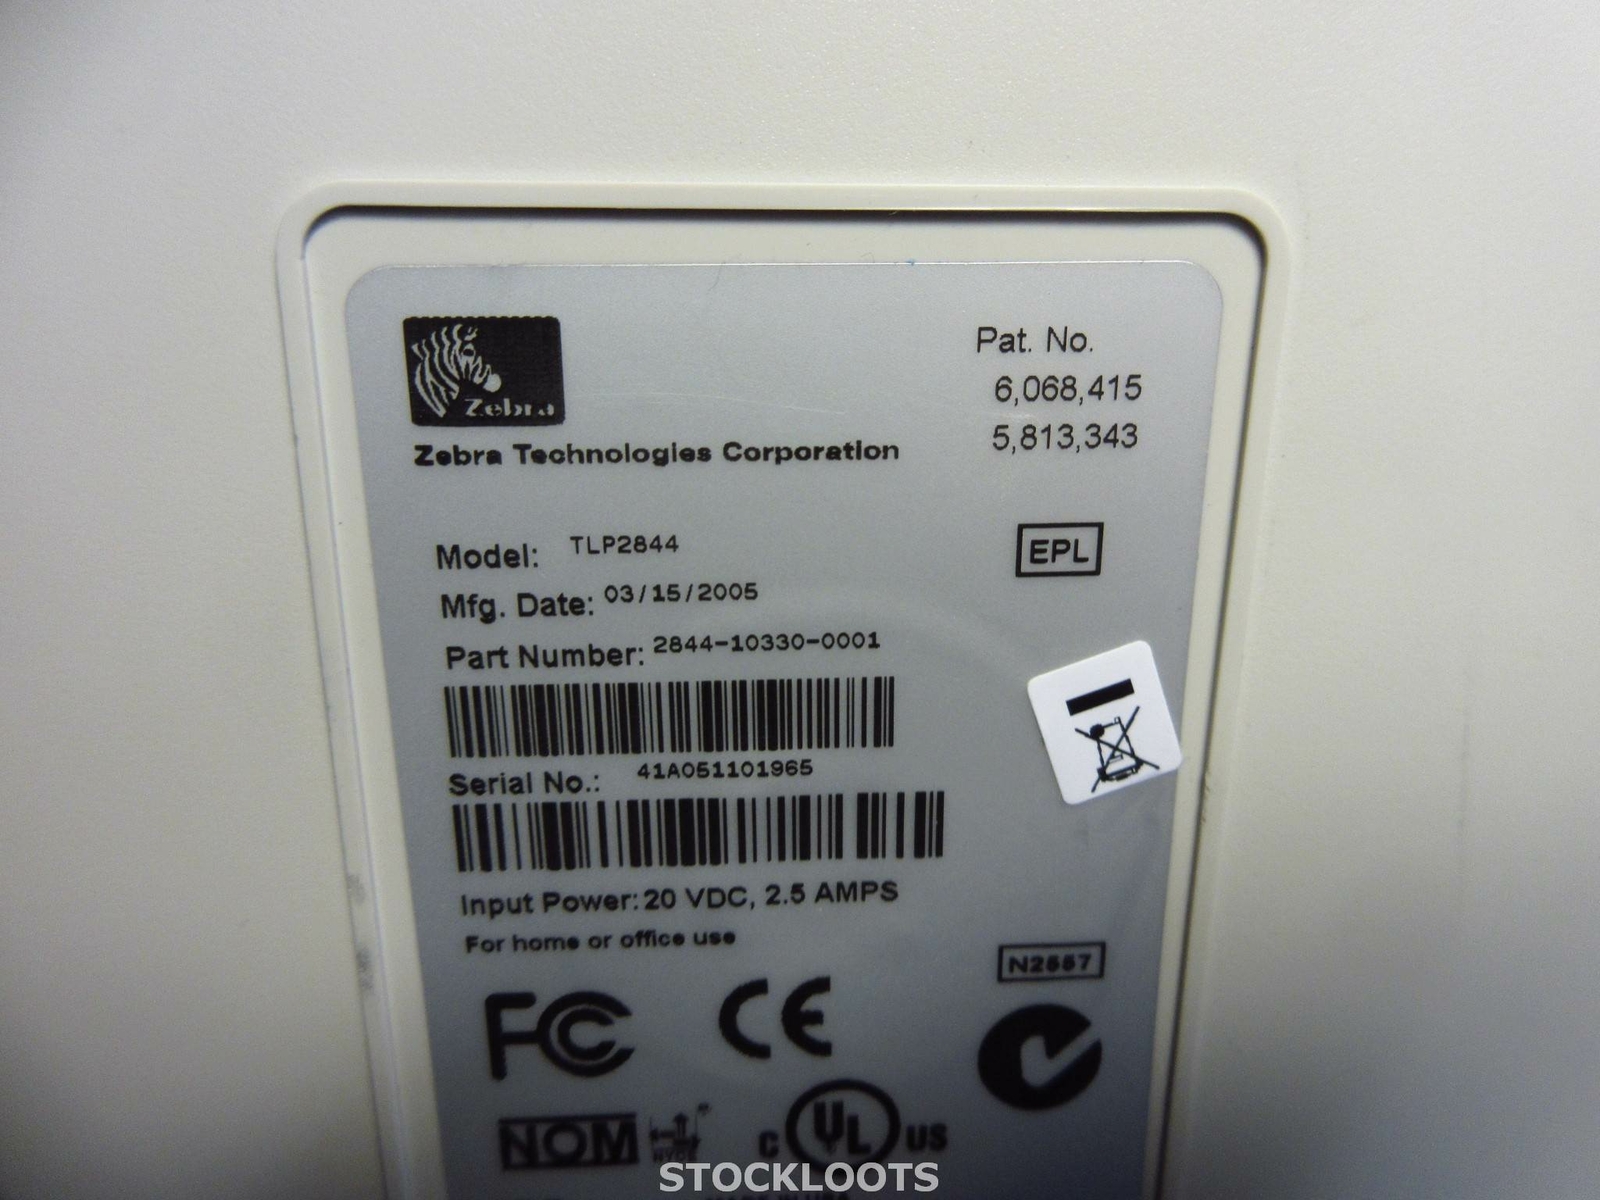 Zebra
Zebra Technologies Corporation
Pat. No.
6,068,415
5,813,343
EPL
Model: TLP2844
Mfg. Date: 03/15/2005
Part Number: 2844-10330-0001
Serial No.: 41A051101965
Input Power: 20 VDC, 2.5 AMPS
For home or office use
N2557
FC
CE
NOM
C UL US
STOCKLOOTS